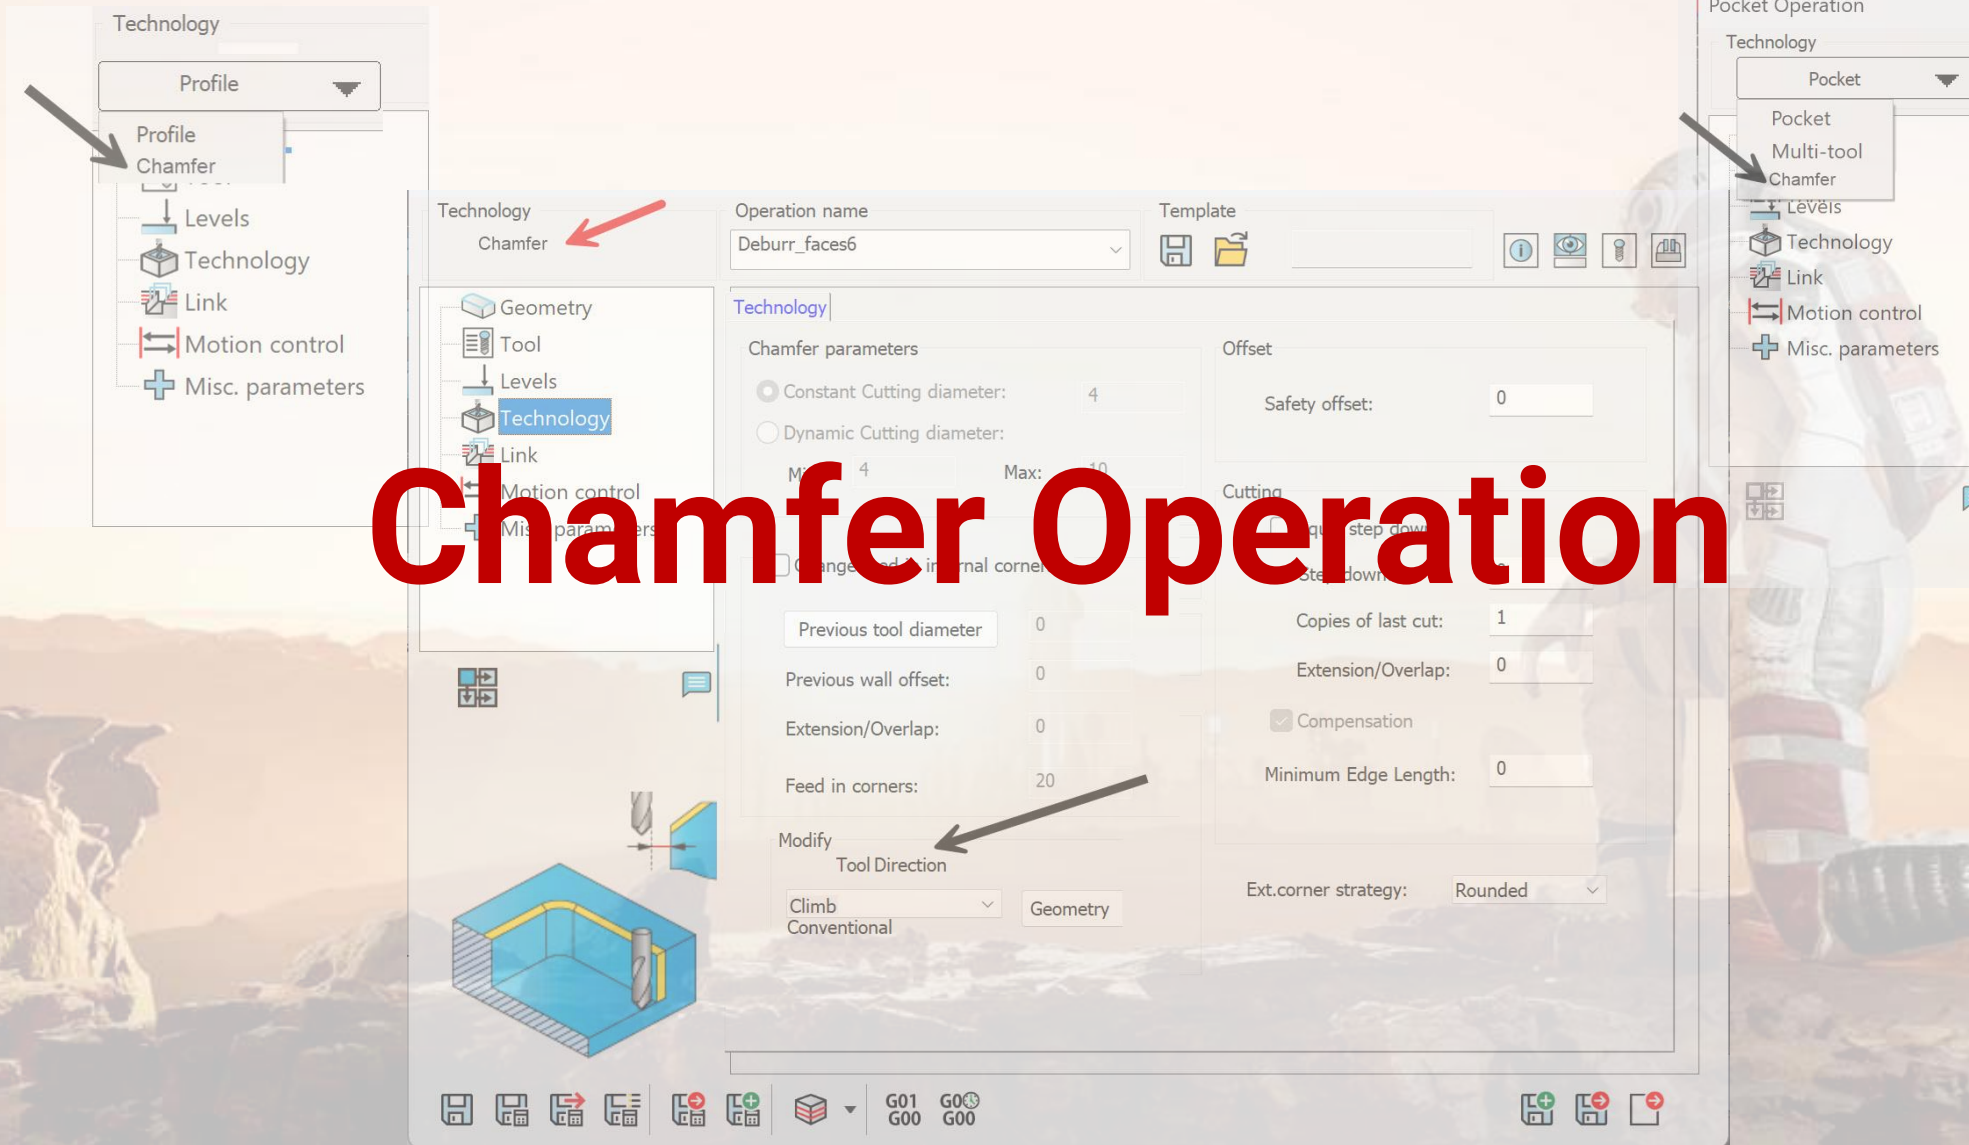 Technology
Profile
Profile
Chamfer
Levels
Technology
Link
Motion control
Misc. parameters
Technology
Chamfer
Operation name
Deburr_faces6
Template
Geometry
Tool
Levels
Technology
Link
Motion control
Technology
Chamfer parameters
Constant Cutting diameter: 4
Dynamic Cutting diameter:
4 Max: 10
Chamfer Operation
Previous tool diameter 0
Previous wall offset: 0
Extension/Overlap: 0
Feed in corners: 20
Modify
Tool Direction
Climb
Conventional
Geometry
Offset
Safety offset: 0
Cutting
Copies of last cut: 1
Extension/Overlap: 0
Compensation
Minimum Edge Length: 0
Ext.corner strategy: Rounded
G01
G00
G00
Pocket Operation
Technology
Pocket
Pocket
Multi-tool
Chamfer
Levels
Technology
Link
Motion control
Misc. parameters